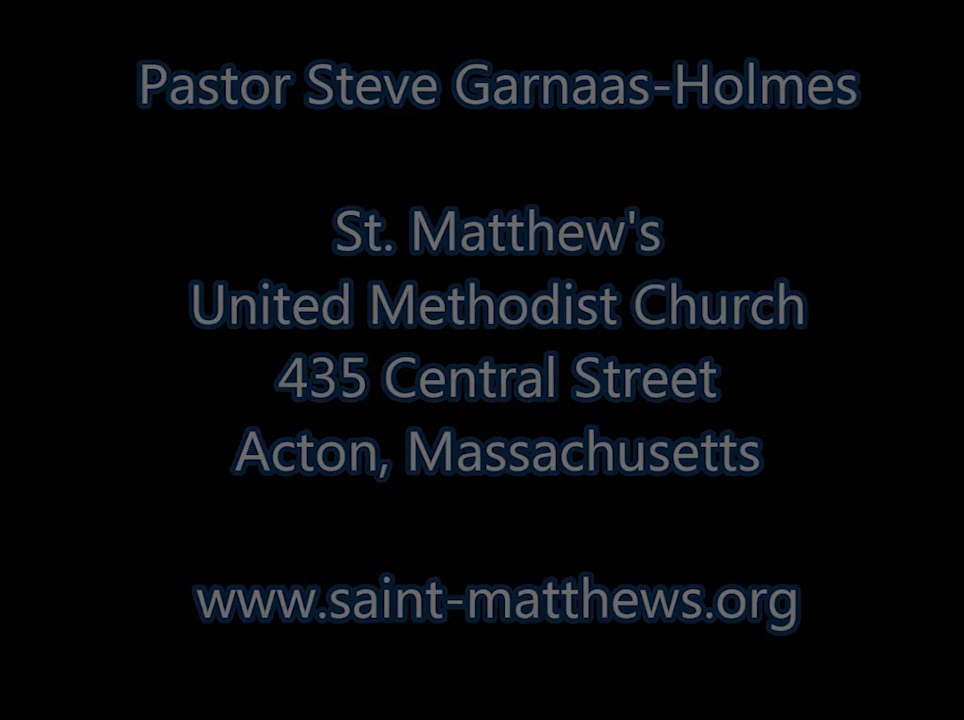 Pastor Steve Garnaas-Holmes
St. Matthew's
United Methodist Church
435 Central Street
Acton, Massachusetts
www.saint-matthews.org